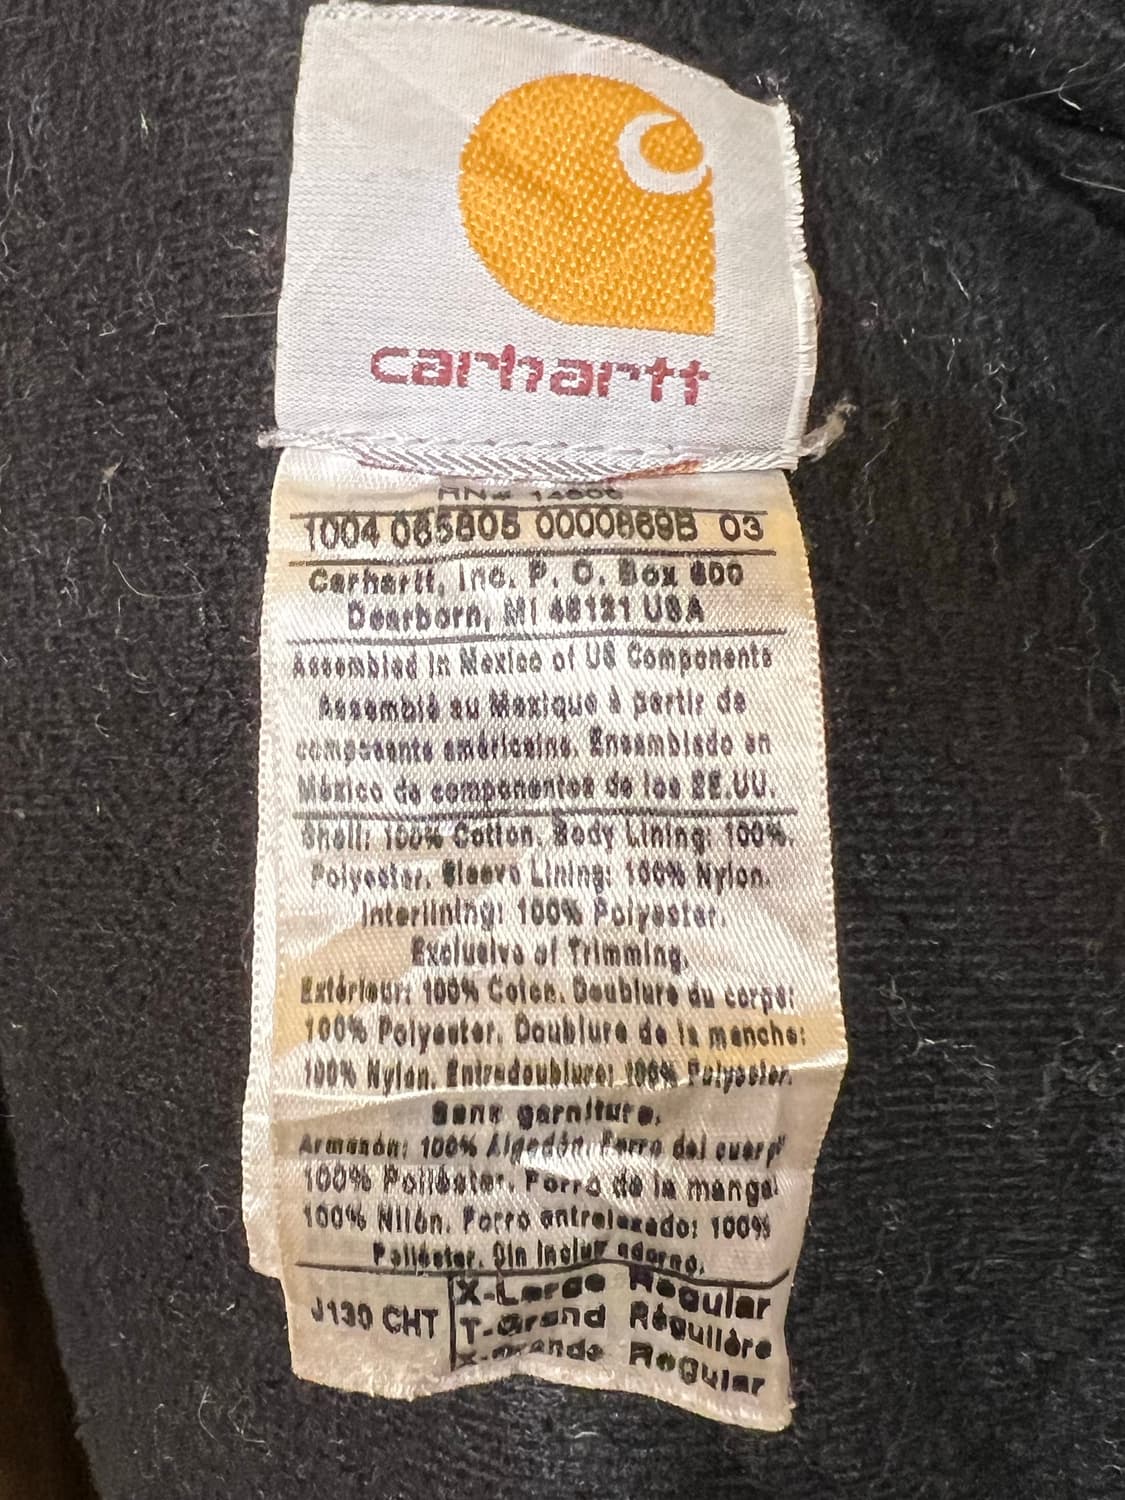 carhartt
RN# 14806
1004 065805 0000869B 03
Carhartt, Inc. P. O. Box 600
Dearborn, MI 48121 USA
Assembled in Mexico of US Components
Assemblé au Mexique à partir de
composants américains. Ensamblado en
México de componentes de los EE.UU.
Shell: 100% Cotton. Body Lining: 100%
Polyester. Sleeve Lining: 100% Nylon.
Interlining: 100% Polyester.
Exclusive of Trimming.
Extérieur: 100% Coton. Doublure du corps:
100% Polyester. Doublure de la manche:
100% Nylon. Entredoublure: 100% Polyester.
Sans garniture.
Armazón: 100% Algodón. Forro del cuerp
100% Poliéster. Forro de la manga:
100% Nilón. Forro entrelazado: 100%
Poliéster. Sin incluir adorno.
J130 CHT
X-Large Regular
T-Grand Régulière
X-Grande Regular